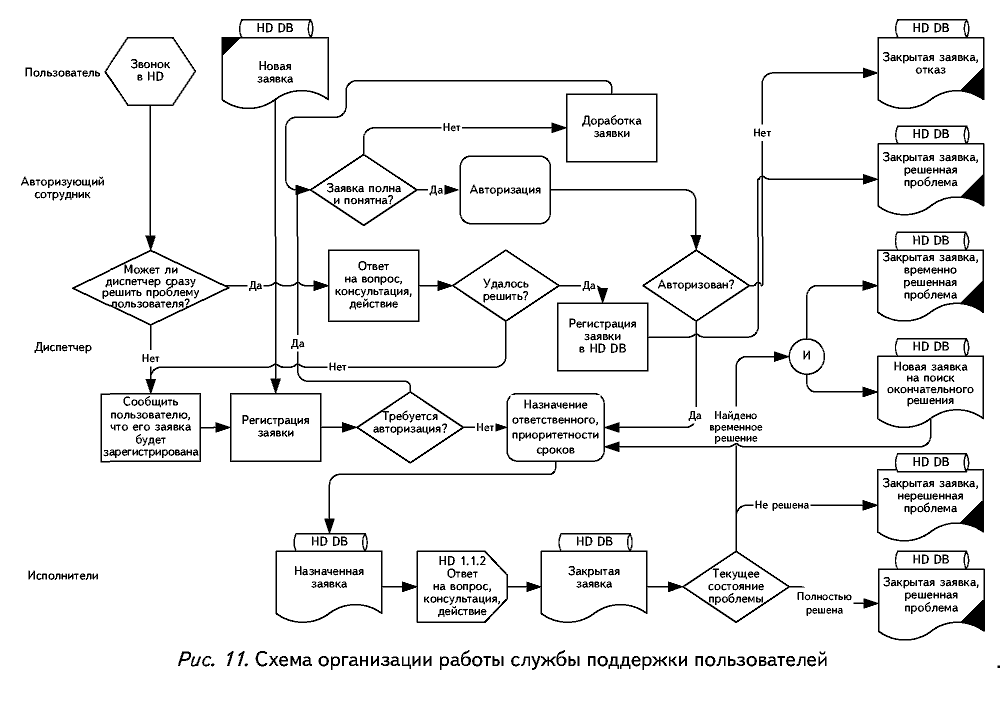 HD DB
HD DB
Пользователь
Звонок
в HD
Новая
заявка
Закрытая заявка,
отказ
Доработка
заявки
Нет
Нет
HD DB
Закрытая заявка,
решенная
проблема
Авторизующий
сотрудник
Заявка полна
и понятна?
Да
Авторизация
HD DB
Закрытая заявка,
временно
решенная
проблема
Может ли
диспетчер сразу
решить проблему
пользователя?
Да
Ответ
на вопрос,
консультация,
действие
Удалось
решить?
Да
Авторизован?
Регистрация
заявки
в HD DB
Диспетчер
Да
Нет
Нет
И
HD DB
Новая заявка
на поиск
окончательного
решения
Сообщить
пользователю,
что его заявка
будет
зарегистрирована
Регистрация
заявки
Требуется
авторизация?
Нет
Назначение
ответственного,
приоритетности
сроков
Да
Найдено
временное
решение
HD DB
Закрытая заявка,
нерешенная
проблема
Не решена
Исполнители
HD DB
Назначенная
заявка
HD 1.1.2
Ответ
на вопрос,
консультация,
действие
HD DB
Закрытая
заявка
Текущее
состояние
проблемы
Полностью
решена
HD DB
Закрытая заявка,
решенная
проблема
Рис. 11. Схема организации работы службы поддержки пользователей